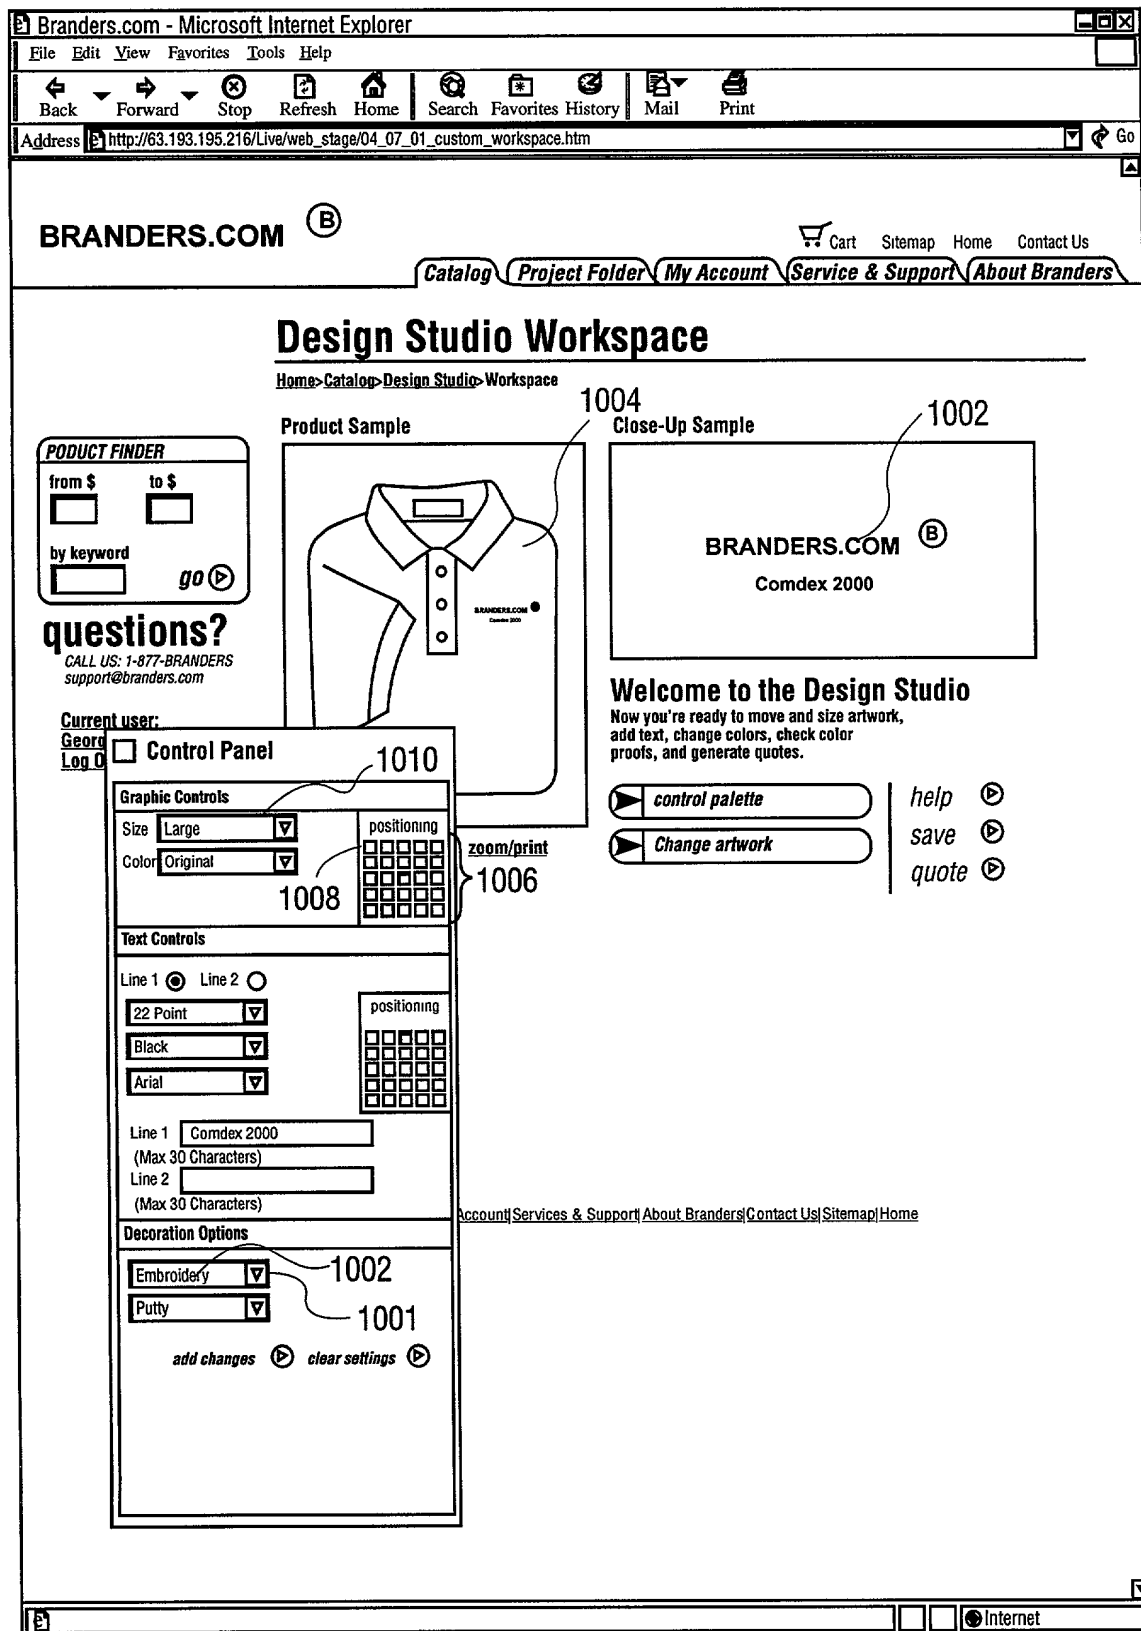 Branders.com - Microsoft Internet Explorer
File Edit View Favorites Tools Help
Back Forward Stop Refresh Home Search Favorites History Mail Print
Address http://63.193.195.216/Live/web_stage/04_07_01_custom_workspace.htm Go
BRANDERS.COM B
Cart Sitemap Home Contact Us
Catalog Project Folder My Account Service & Support About Branders
Design Studio Workspace
Home>Catalog>Design Studio>Workspace
1004
1002
Product Sample
Close-Up Sample
PODUCT FINDER
from $ to $
by keyword
go
BRANDERS.COM B
Comdex 2000
BRANDERS.COM
Comdex 2000
questions?
CALL US: 1-877-BRANDERS
support@branders.com
Welcome to the Design Studio
Now you're ready to move and size artwork,
add text, change colors, check color
proofs, and generate quotes.
Current user:
Georg
Log O
control palette
Change artwork
help
save
quote
Control Panel
1010
Graphic Controls
Size Large
Color Original
positioning
zoom/print
1006
1008
Text Controls
Line 1 Line 2
22 Point
Black
Arial
positioning
Line 1 Comdex 2000
(Max 30 Characters)
Line 2
(Max 30 Characters)
Account|Services & Support|About Branders|Contact Us|Sitemap|Home
Decoration Options
Embroidery
1002
Putty
1001
add changes clear settings
Internet